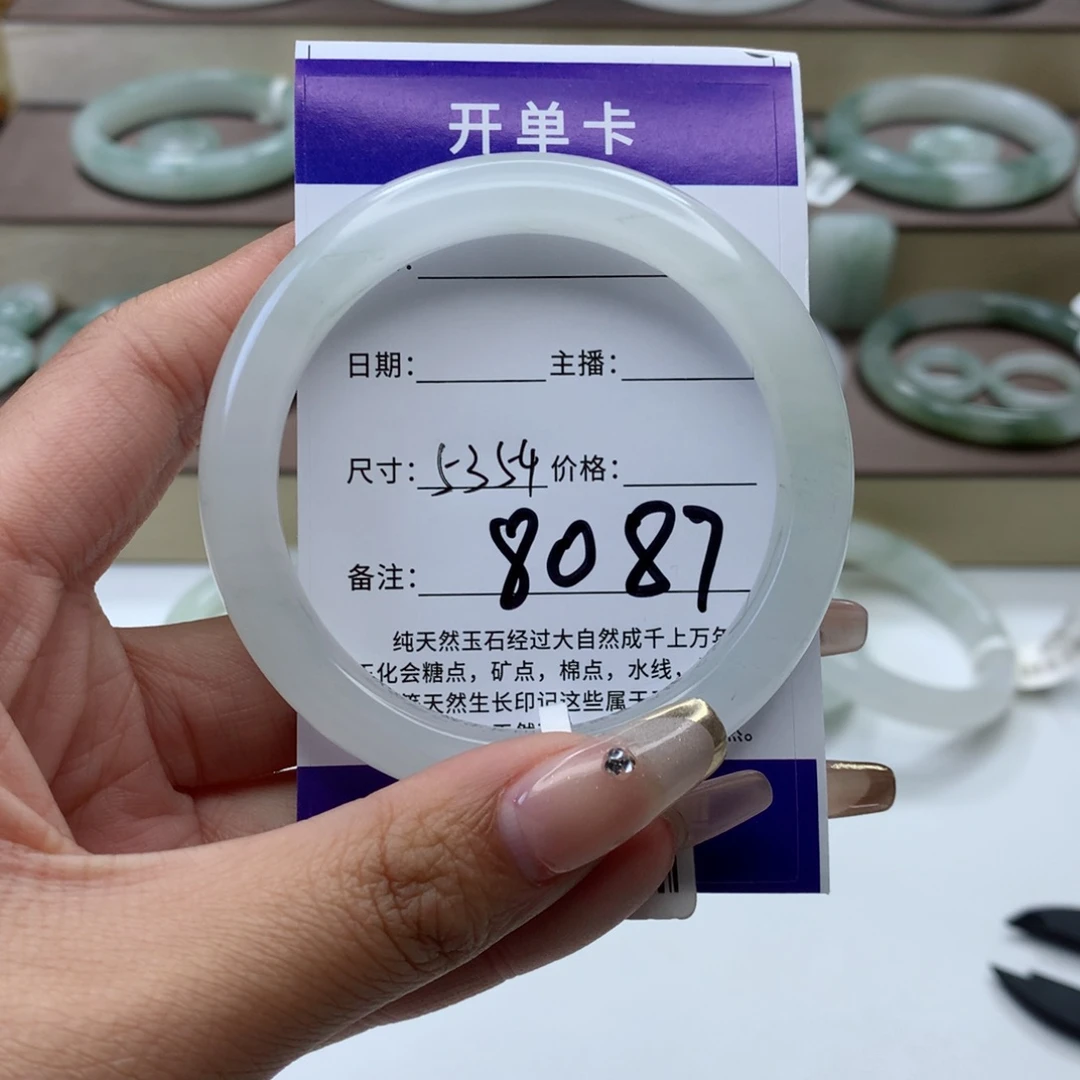 开单卡
日期: 主播:
尺寸: 5354 价格:
备注: 8087
纯天然玉石经过大自然成千上万
化会糖点，矿点，棉点，水线，
天然生长印记这些属于